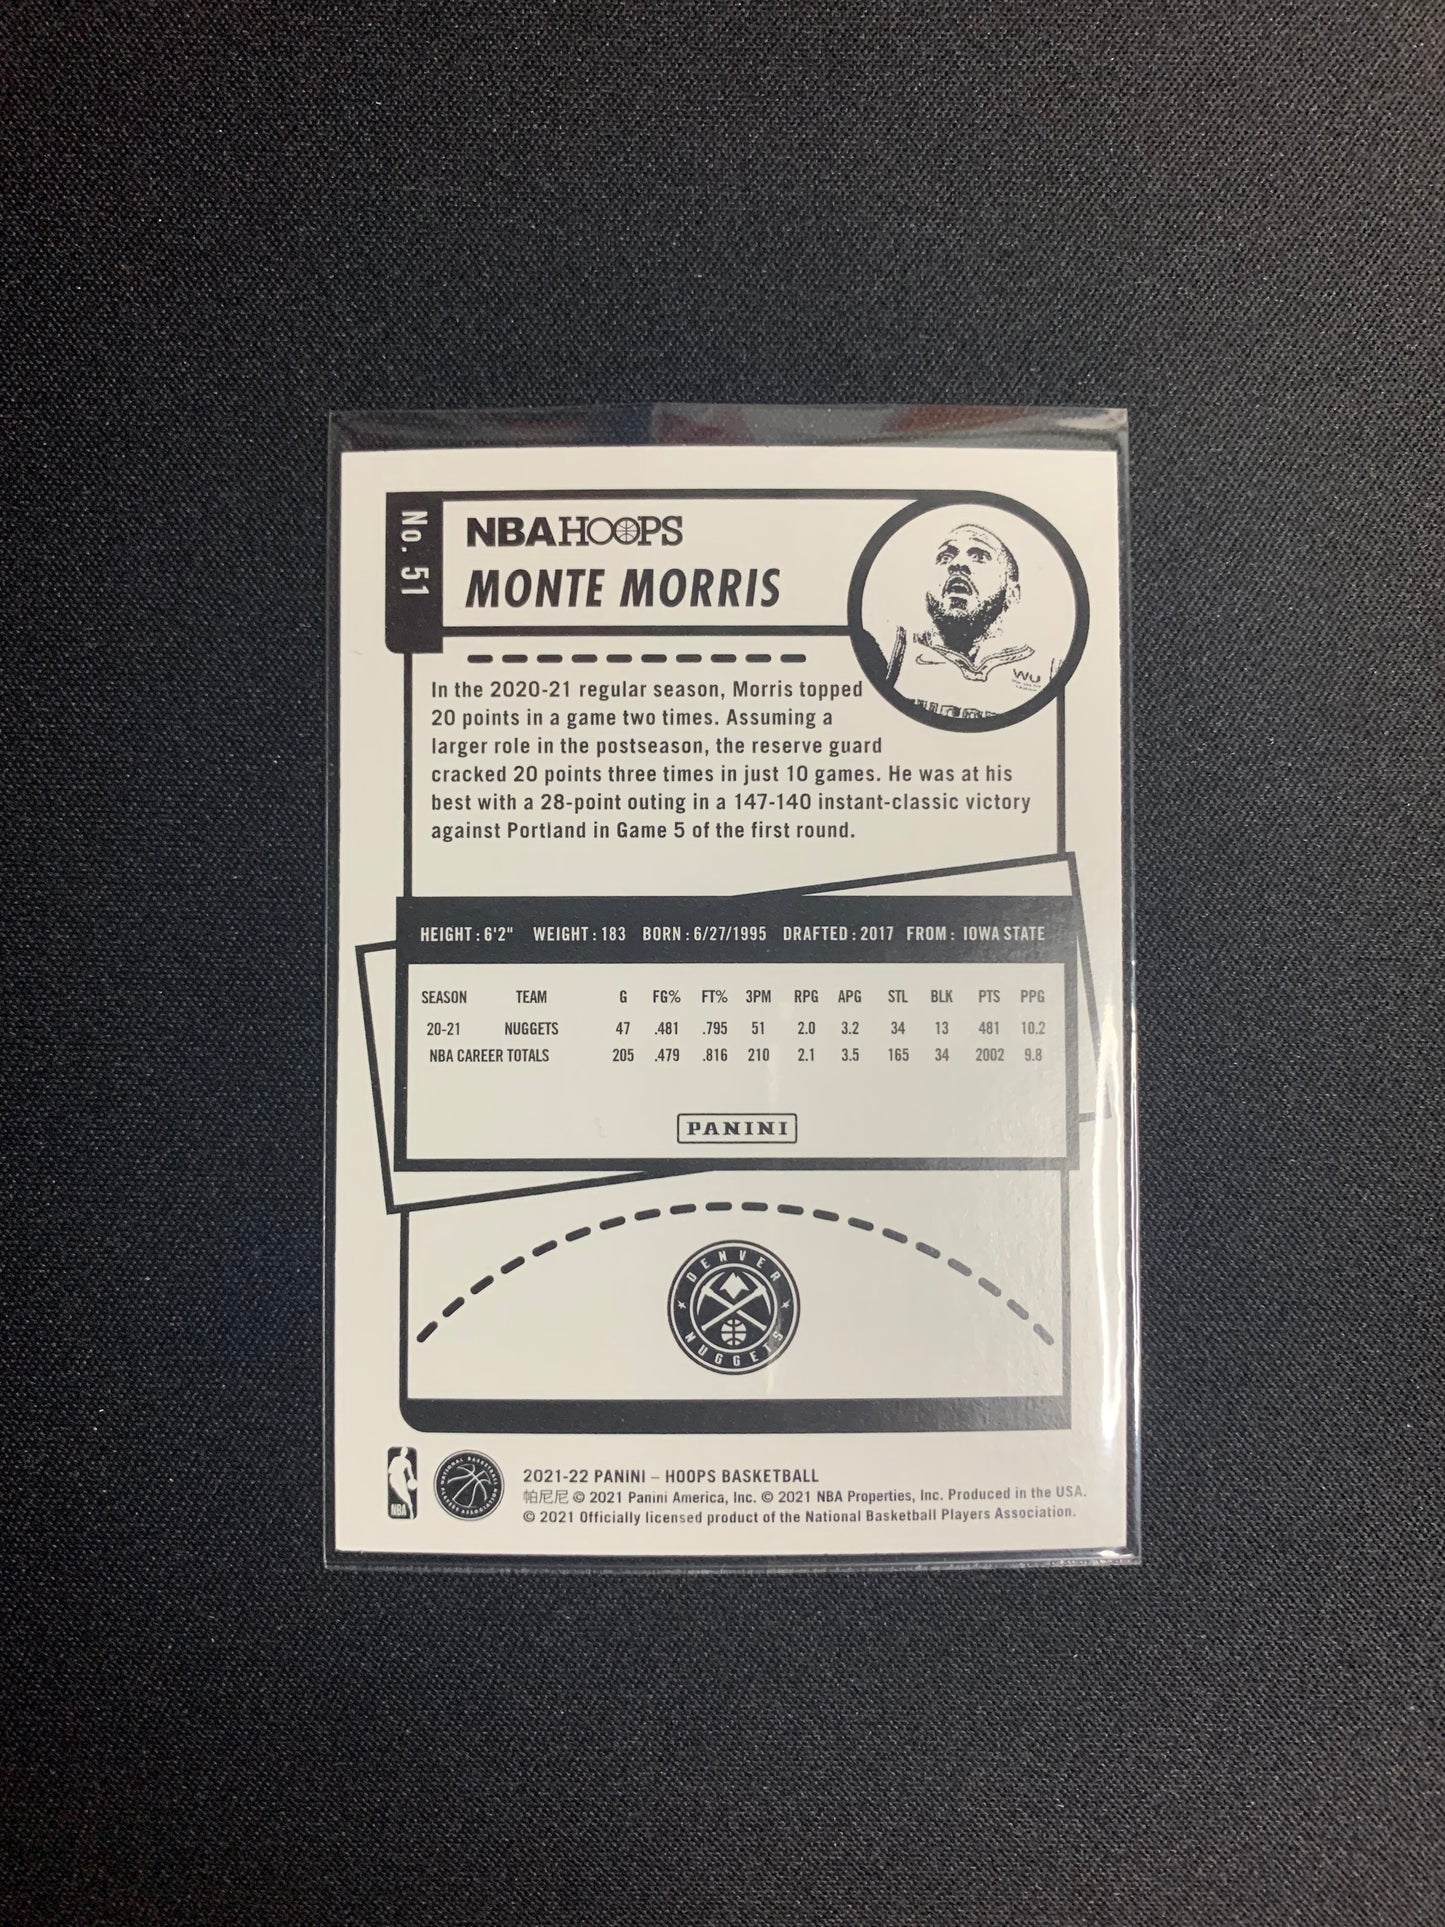 No. 51
NBA HOOPS
MONTE MORRIS
WU
In the 2020-21 regular season, Morris topped
20 points in a game two times. Assuming a
larger role in the postseason, the reserve guard
cracked 20 points three times in just 10 games. He was at his
best with a 28-point outing in a 147-140 instant-classic victory
against Portland in Game 5 of the first round.
HEIGHT : 6'2" WEIGHT : 183 BORN : 6/27/1995 DRAFTED : 2017 FROM : IOWA STATE
SEASON TEAM G FG% FT% 3PM RPG APG STL BLK PTS PPG
20-21 NUGGETS 47 .481 .795 51 2.0 3.2 34 13 481 10.2
NBA CAREER TOTALS 205 .479 .816 210 2.1 3.5 165 34 2002 9.8
PANINI
DENVER
NUGGETS
NBA
NATIONAL BASKETBALL
PLAYERS ASSOCIATION
2021-22 PANINI – HOOPS BASKETBALL
帕尼尼 © 2021 Panini America, Inc. © 2021 NBA Properties, Inc. Produced in the USA.
© 2021 Officially licensed product of the National Basketball Players Association.